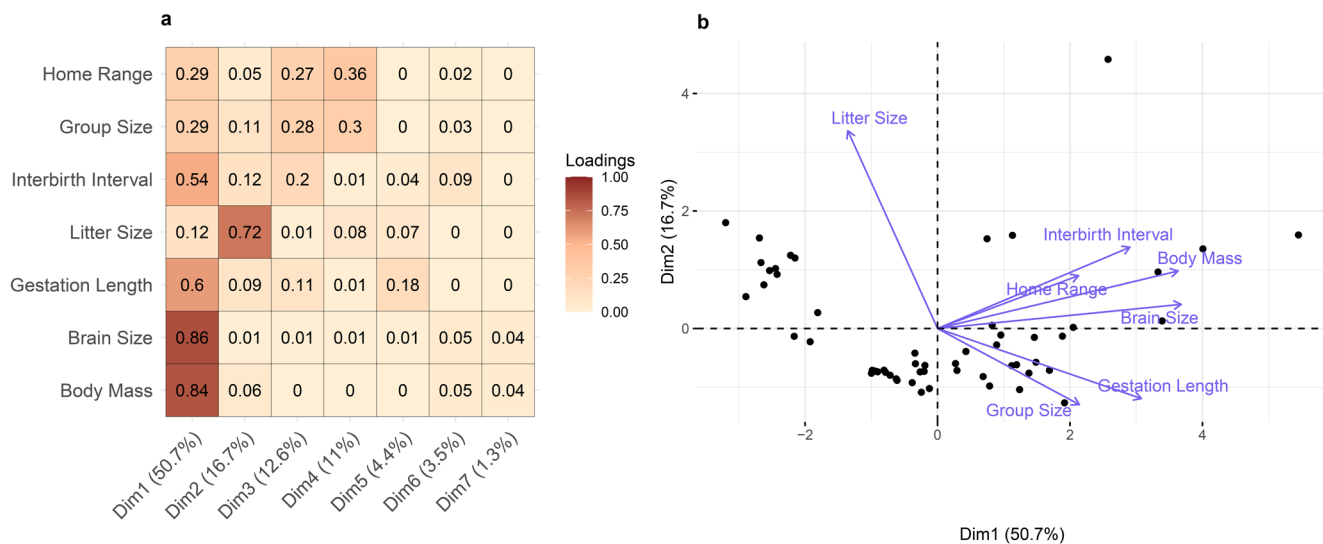 a
Home Range 0.29 0.05 0.27 0.36 0 0.02 0
Group Size 0.29 0.11 0.28 0.3 0 0.03 0
Interbirth Interval 0.54 0.12 0.2 0.01 0.04 0.09 0
Litter Size 0.12 0.72 0.01 0.08 0.07 0 0
Gestation Length 0.6 0.09 0.11 0.01 0.18 0 0
Brain Size 0.86 0.01 0.01 0.01 0.01 0.05 0.04
Body Mass 0.84 0.06 0 0 0 0.05 0.04
Dim1 (50.7%)
Dim2 (16.7%)
Dim3 (12.6%)
Dim4 (11%)
Dim5 (4.4%)
Dim6 (3.5%)
Dim7 (1.3%)
Loadings
1.00
0.75
0.50
0.25
0.00
b
Dim2 (16.7%)
4
2
0
Litter Size
Interbirth Interval
Body Mass
Home Range
Brain Size
Gestation Length
Group Size
−2 0 2 4
Dim1 (50.7%)